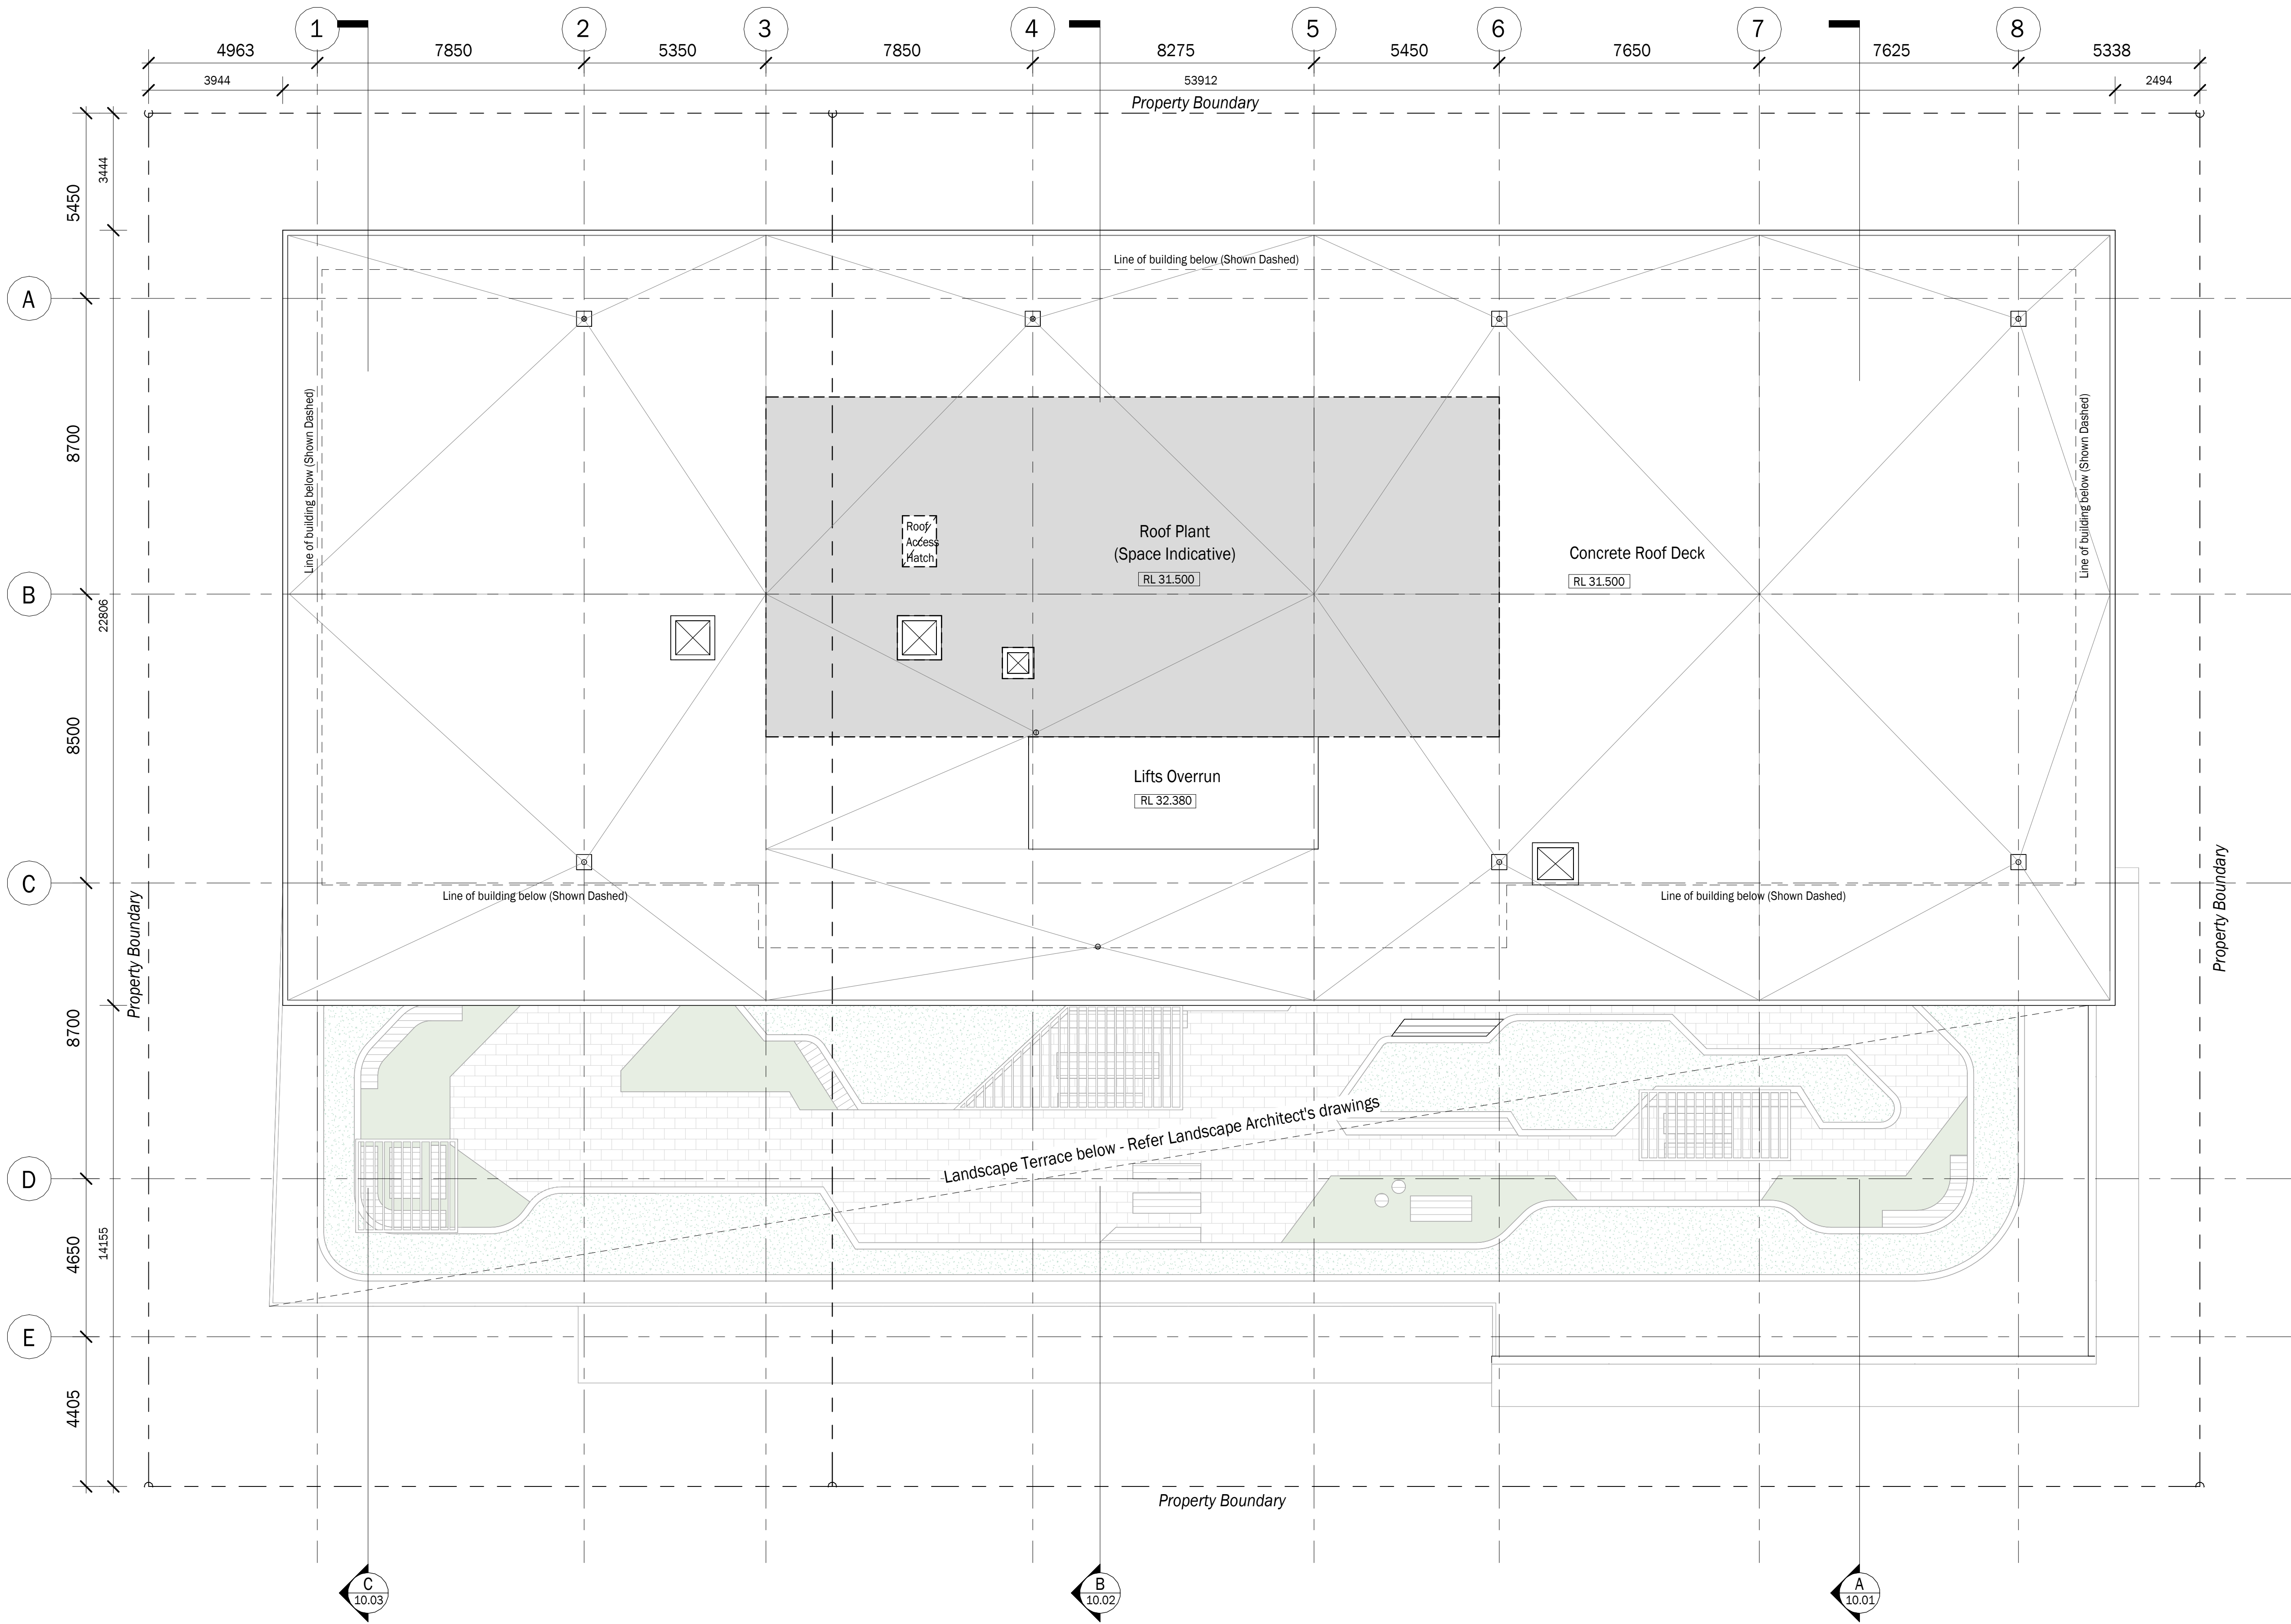 1 2 3 4 5 6 7 8
4963 7850 5350 7850 8275 5450 7650 7625 5338
3944 53912 2494
Property Boundary
3444
5450
Line of building below (Shown Dashed)
A
Line of building below (Shown Dashed)
Line of building below (Shown Dashed)
8700
Roof
Access
Hatch
Roof Plant
(Space Indicative)
RL 31.500
Concrete Roof Deck
RL 31.500
B
22806
8500
Lifts Overrun
RL 32.380
C
Line of building below (Shown Dashed)
Line of building below (Shown Dashed)
Property Boundary
Property Boundary
8700
Landscape Terrace below - Refer Landscape Architect's drawings
D
14155
4650
E
4405
Property Boundary
C
10.03
B
10.02
A
10.01